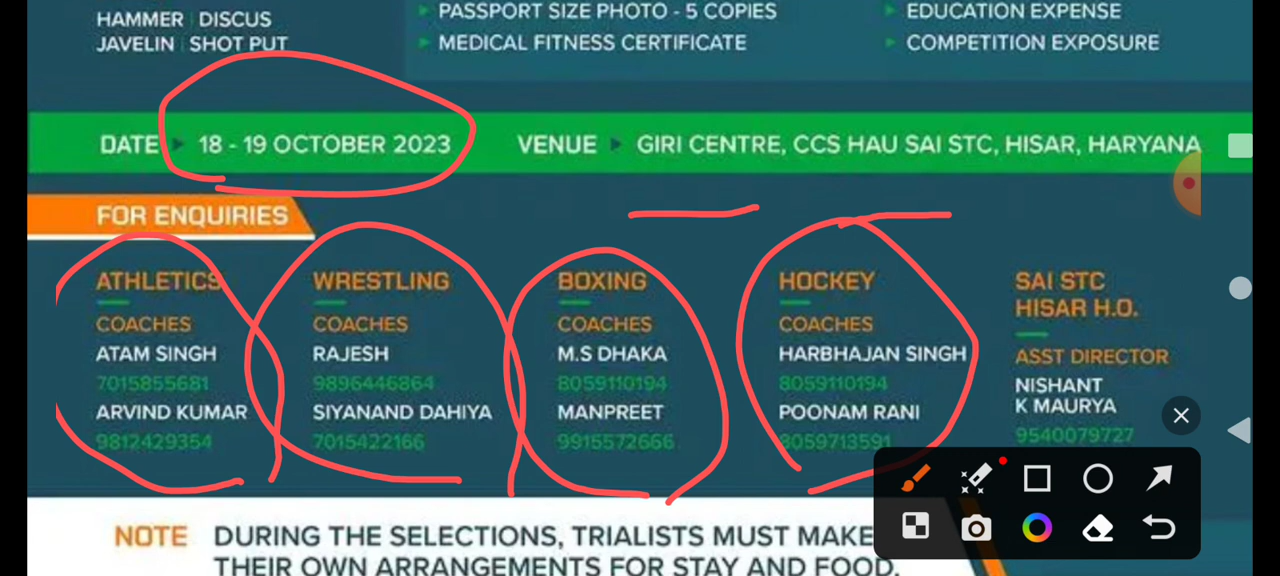 HAMMER | DISCUS
JAVELIN | SHOT PUT
PASSPORT SIZE PHOTO - 5 COPIES
MEDICAL FITNESS CERTIFICATE
EDUCATION EXPENSE
COMPETITION EXPOSURE
DATE 18 - 19 OCTOBER 2023 VENUE GIRI CENTRE, CCS HAU SAI STC, HISAR, HARYANA
FOR ENQUIRIES
ATHLETICS
COACHES
ATAM SINGH
7015855681
ARVIND KUMAR
9812429354
WRESTLING
COACHES
RAJESH
9896446864
SIYANAND DAHIYA
7015422166
BOXING
COACHES
M.S DHAKA
8059110194
MANPREET
9915572666
HOCKEY
COACHES
HARBHAJAN SINGH
8059110194
POONAM RANI
8059713591
SAI STC
HISAR H.O.
ASST DIRECTOR
NISHANT
K MAURYA
9540079727
NOTE DURING THE SELECTIONS, TRIALISTS MUST MAKE
THEIR OWN ARRANGEMENTS FOR STAY AND FOOD.